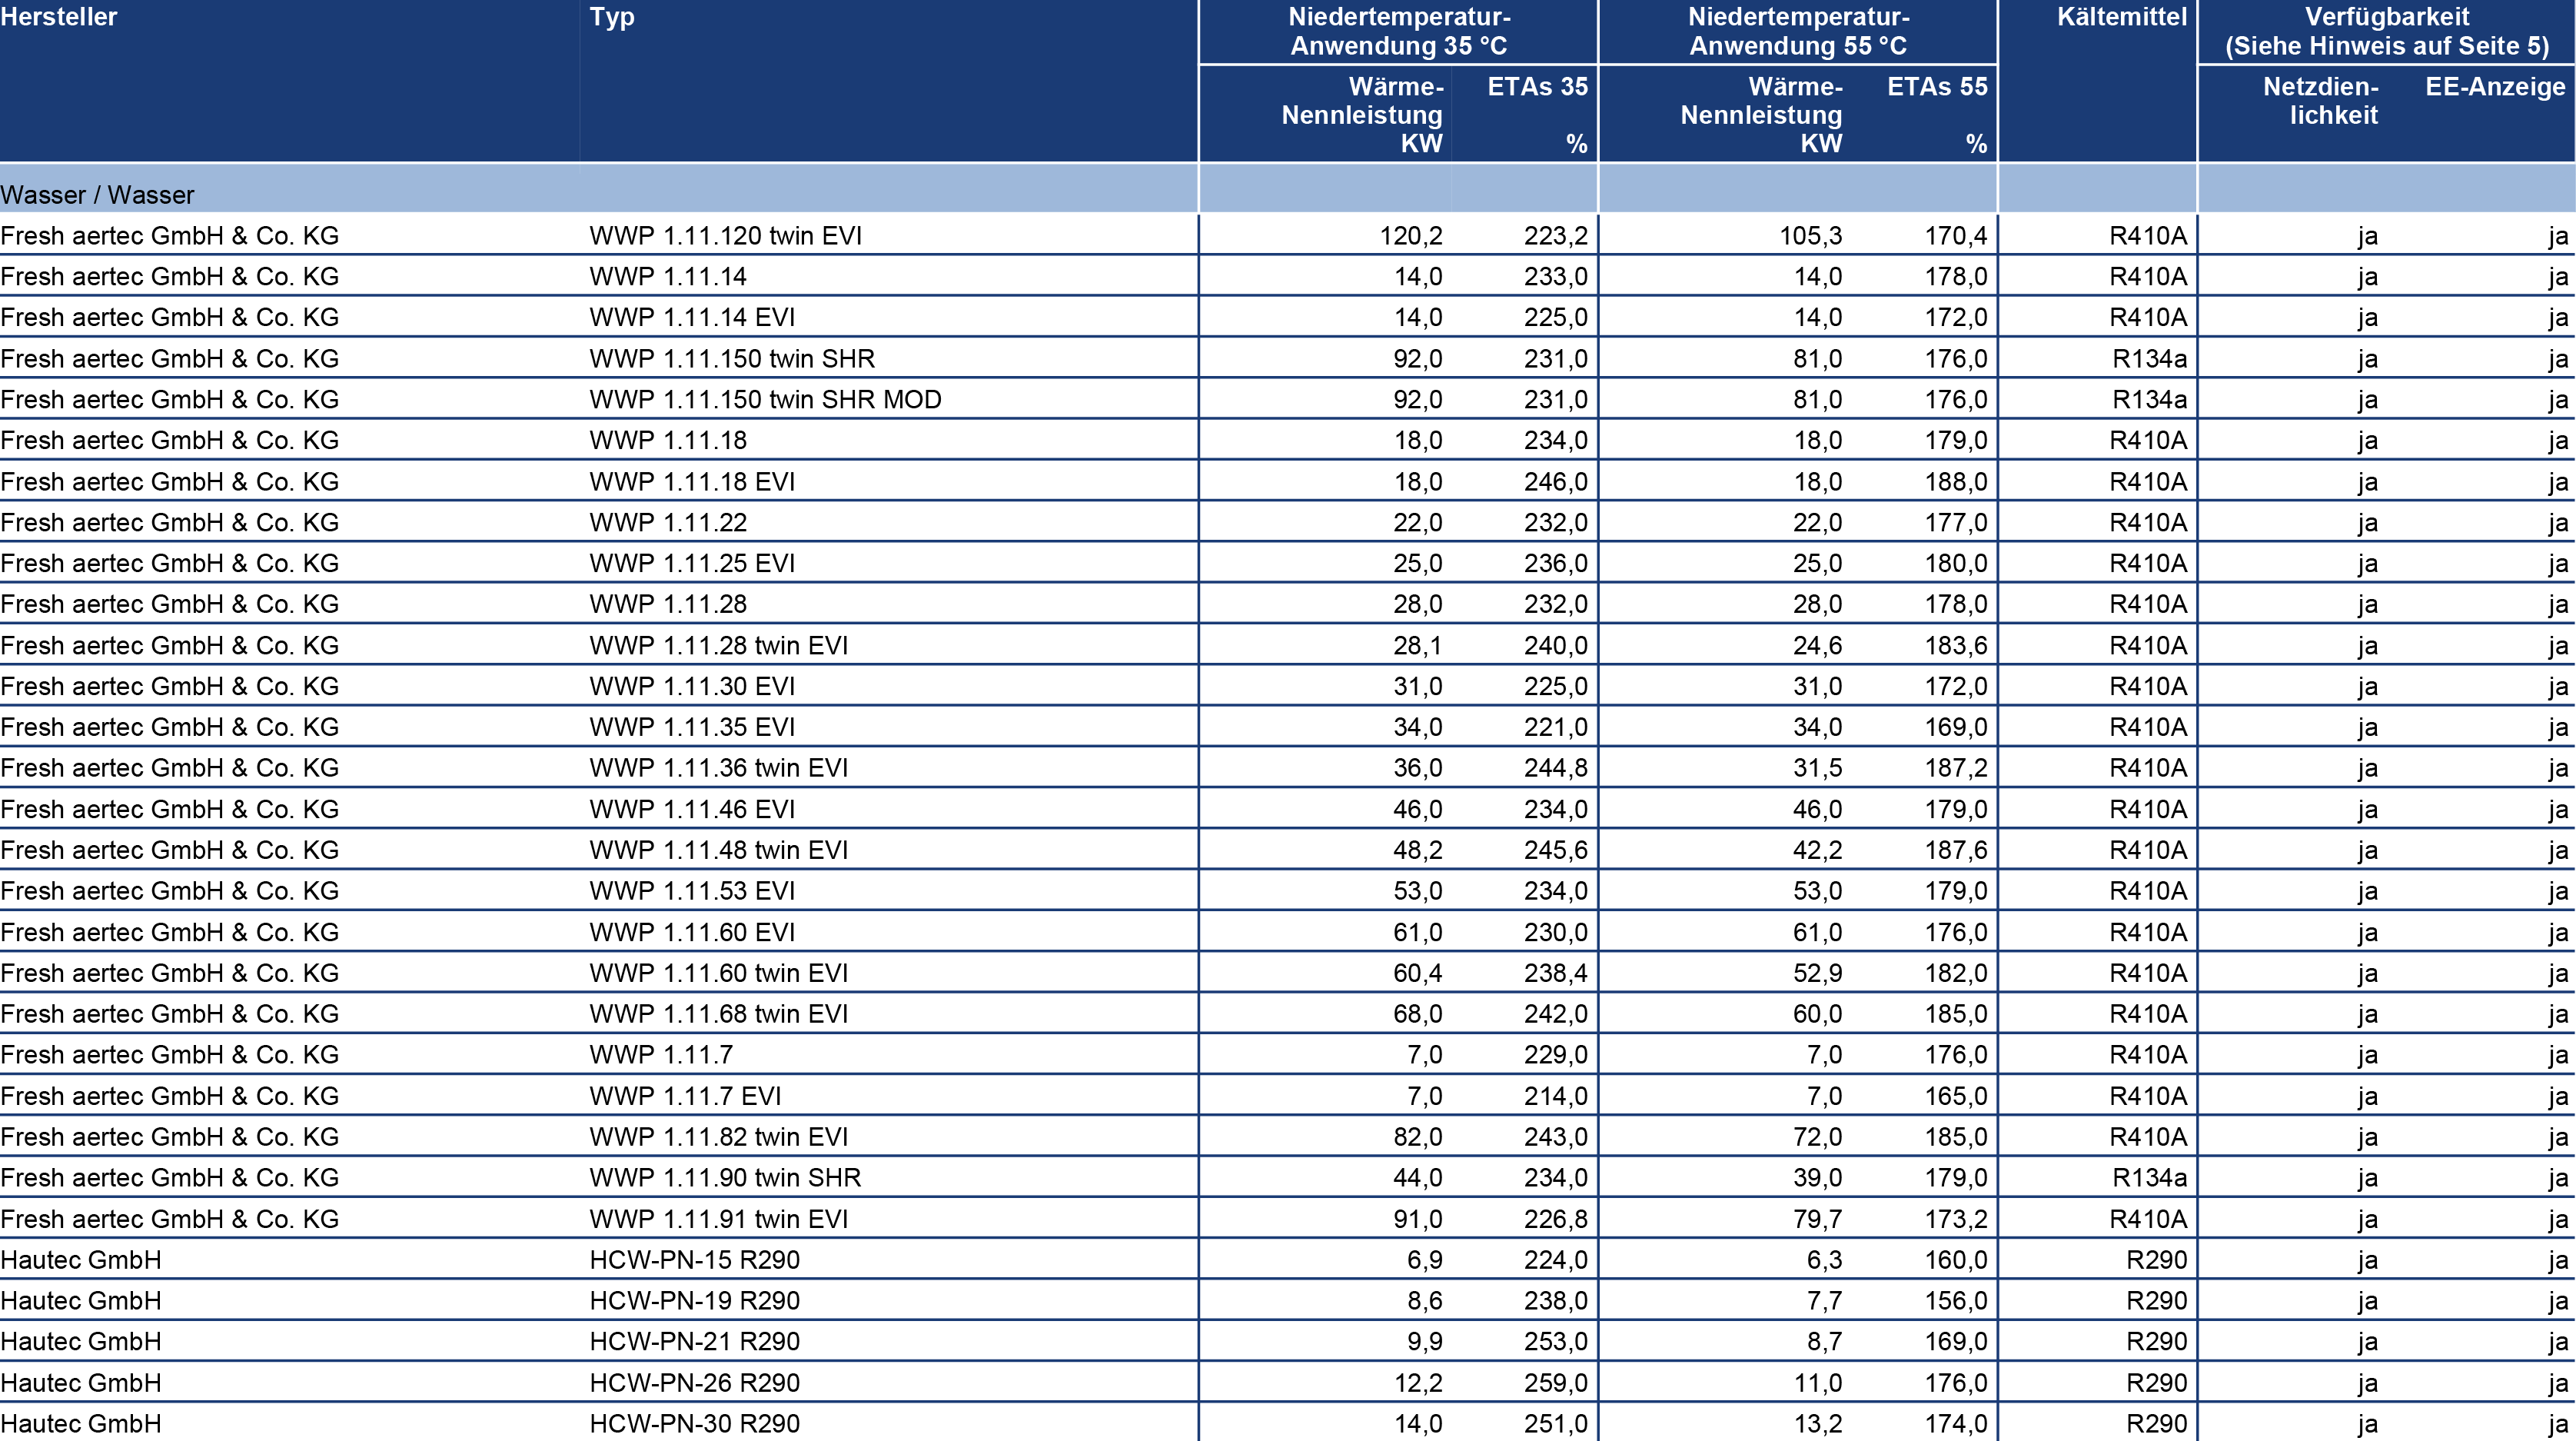 Hersteller Typ Niedertemperatur- Niedertemperatur- Kältemittel Verfügbarkeit
Anwendung 35 °C Anwendung 55 °C (Siehe Hinweis auf Seite 5)
Wärme- ETAs 35 Wärme- ETAs 55 Netzdien- EE-Anzeige
Nennleistung Nennleistung lichkeit
KW % KW %
Wasser / Wasser
Fresh aertec GmbH & Co. KG WWP 1.11.120 twin EVI 120,2 223,2 105,3 170,4 R410A ja ja
Fresh aertec GmbH & Co. KG WWP 1.11.14 14,0 233,0 14,0 178,0 R410A ja ja
Fresh aertec GmbH & Co. KG WWP 1.11.14 EVI 14,0 225,0 14,0 172,0 R410A ja ja
Fresh aertec GmbH & Co. KG WWP 1.11.150 twin SHR 92,0 231,0 81,0 176,0 R134a ja ja
Fresh aertec GmbH & Co. KG WWP 1.11.150 twin SHR MOD 92,0 231,0 81,0 176,0 R134a ja ja
Fresh aertec GmbH & Co. KG WWP 1.11.18 18,0 234,0 18,0 179,0 R410A ja ja
Fresh aertec GmbH & Co. KG WWP 1.11.18 EVI 18,0 246,0 18,0 188,0 R410A ja ja
Fresh aertec GmbH & Co. KG WWP 1.11.22 22,0 232,0 22,0 177,0 R410A ja ja
Fresh aertec GmbH & Co. KG WWP 1.11.25 EVI 25,0 236,0 25,0 180,0 R410A ja ja
Fresh aertec GmbH & Co. KG WWP 1.11.28 28,0 232,0 28,0 178,0 R410A ja ja
Fresh aertec GmbH & Co. KG WWP 1.11.28 twin EVI 28,1 240,0 24,6 183,6 R410A ja ja
Fresh aertec GmbH & Co. KG WWP 1.11.30 EVI 31,0 225,0 31,0 172,0 R410A ja ja
Fresh aertec GmbH & Co. KG WWP 1.11.35 EVI 34,0 221,0 34,0 169,0 R410A ja ja
Fresh aertec GmbH & Co. KG WWP 1.11.36 twin EVI 36,0 244,8 31,5 187,2 R410A ja ja
Fresh aertec GmbH & Co. KG WWP 1.11.46 EVI 46,0 234,0 46,0 179,0 R410A ja ja
Fresh aertec GmbH & Co. KG WWP 1.11.48 twin EVI 48,2 245,6 42,2 187,6 R410A ja ja
Fresh aertec GmbH & Co. KG WWP 1.11.53 EVI 53,0 234,0 53,0 179,0 R410A ja ja
Fresh aertec GmbH & Co. KG WWP 1.11.60 EVI 61,0 230,0 61,0 176,0 R410A ja ja
Fresh aertec GmbH & Co. KG WWP 1.11.60 twin EVI 60,4 238,4 52,9 182,0 R410A ja ja
Fresh aertec GmbH & Co. KG WWP 1.11.68 twin EVI 68,0 242,0 60,0 185,0 R410A ja ja
Fresh aertec GmbH & Co. KG WWP 1.11.7 7,0 229,0 7,0 176,0 R410A ja ja
Fresh aertec GmbH & Co. KG WWP 1.11.7 EVI 7,0 214,0 7,0 165,0 R410A ja ja
Fresh aertec GmbH & Co. KG WWP 1.11.82 twin EVI 82,0 243,0 72,0 185,0 R410A ja ja
Fresh aertec GmbH & Co. KG WWP 1.11.90 twin SHR 44,0 234,0 39,0 179,0 R134a ja ja
Fresh aertec GmbH & Co. KG WWP 1.11.91 twin EVI 91,0 226,8 79,7 173,2 R410A ja ja
Hautec GmbH HCW-PN-15 R290 6,9 224,0 6,3 160,0 R290 ja ja
Hautec GmbH HCW-PN-19 R290 8,6 238,0 7,7 156,0 R290 ja ja
Hautec GmbH HCW-PN-21 R290 9,9 253,0 8,7 169,0 R290 ja ja
Hautec GmbH HCW-PN-26 R290 12,2 259,0 11,0 176,0 R290 ja ja
Hautec GmbH HCW-PN-30 R290 14,0 251,0 13,2 174,0 R290 ja ja